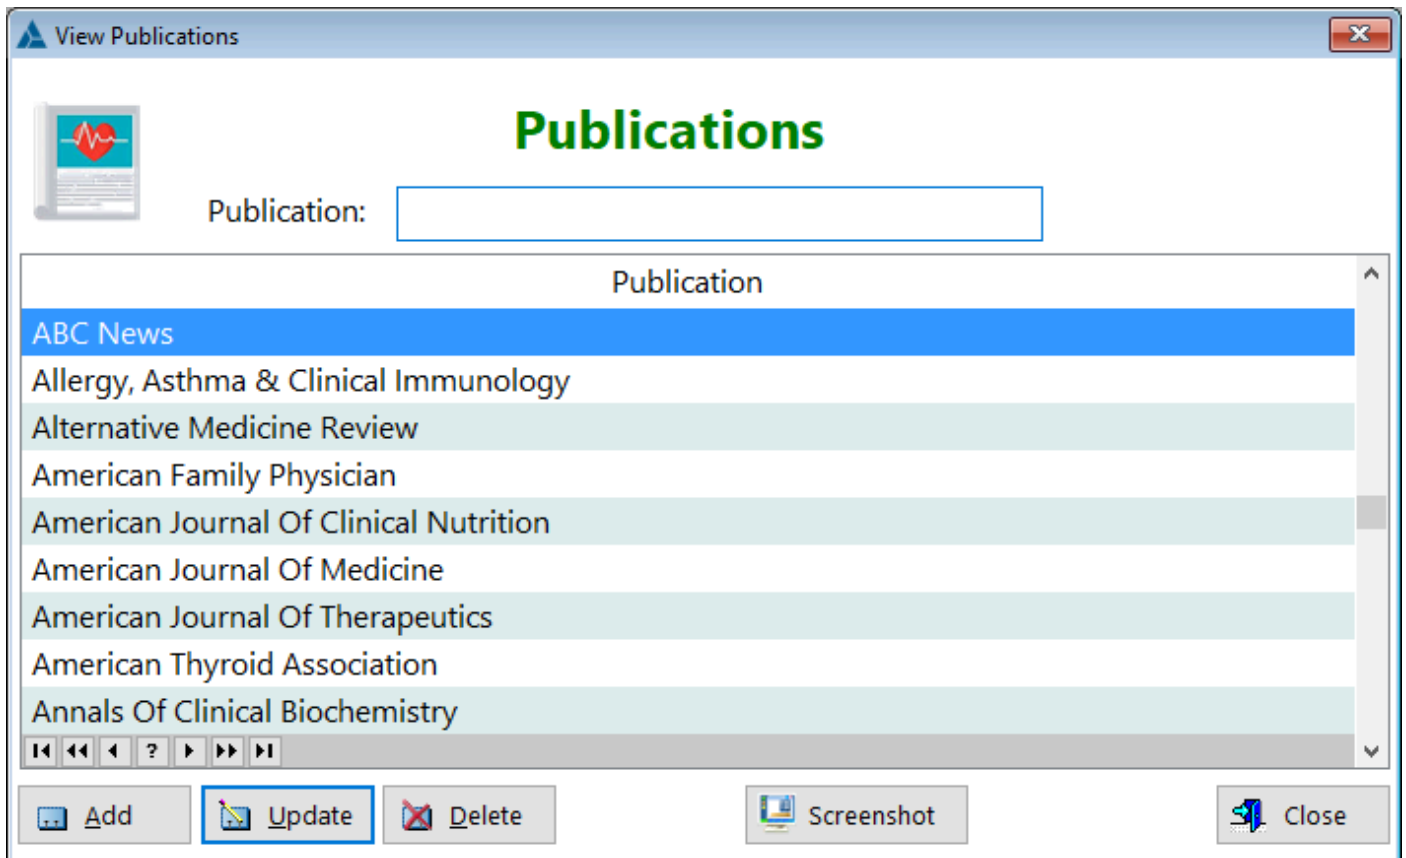 View Publications
Publications
Publication:
Publication
ABC News
Allergy, Asthma & Clinical Immunology
Alternative Medicine Review
American Family Physician
American Journal Of Clinical Nutrition
American Journal Of Medicine
American Journal Of Therapeutics
American Thyroid Association
Annals Of Clinical Biochemistry
?
Add Update Delete Screenshot Close